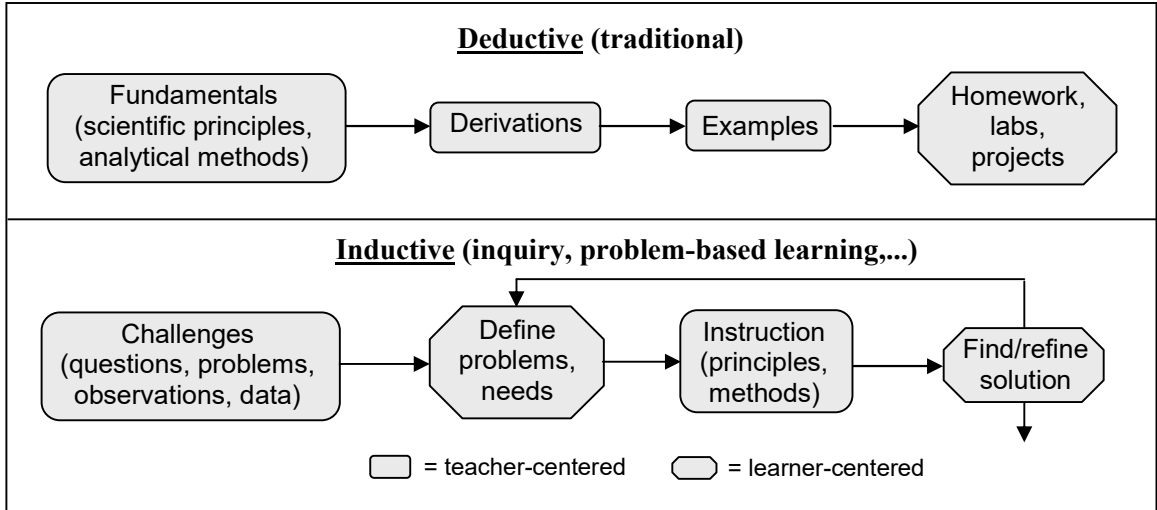 Deductive (traditional)
Fundamentals
(scientific principles,
analytical methods)
Derivations
Examples
Homework,
labs,
projects
Inductive (inquiry, problem-based learning,...)
Challenges
(questions, problems,
observations, data)
Define
problems,
needs
Instruction
(principles,
methods)
Find/refine
solution
= teacher-centered
= learner-centered